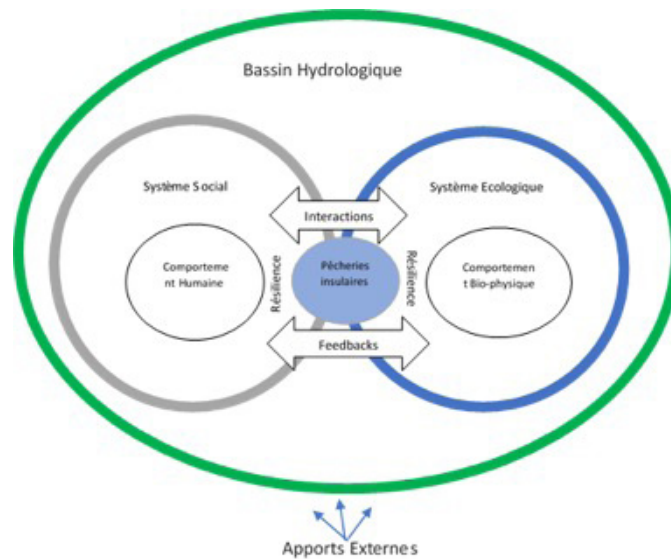 Bassin Hydrologique
Système Social
Système Ecologique
Interactions
Comporteme
nt Humaine
Résilience
Pêcheries
insulaires
Résilience
Comportemen
t Bio-physique
Feedbacks
Apports Externes